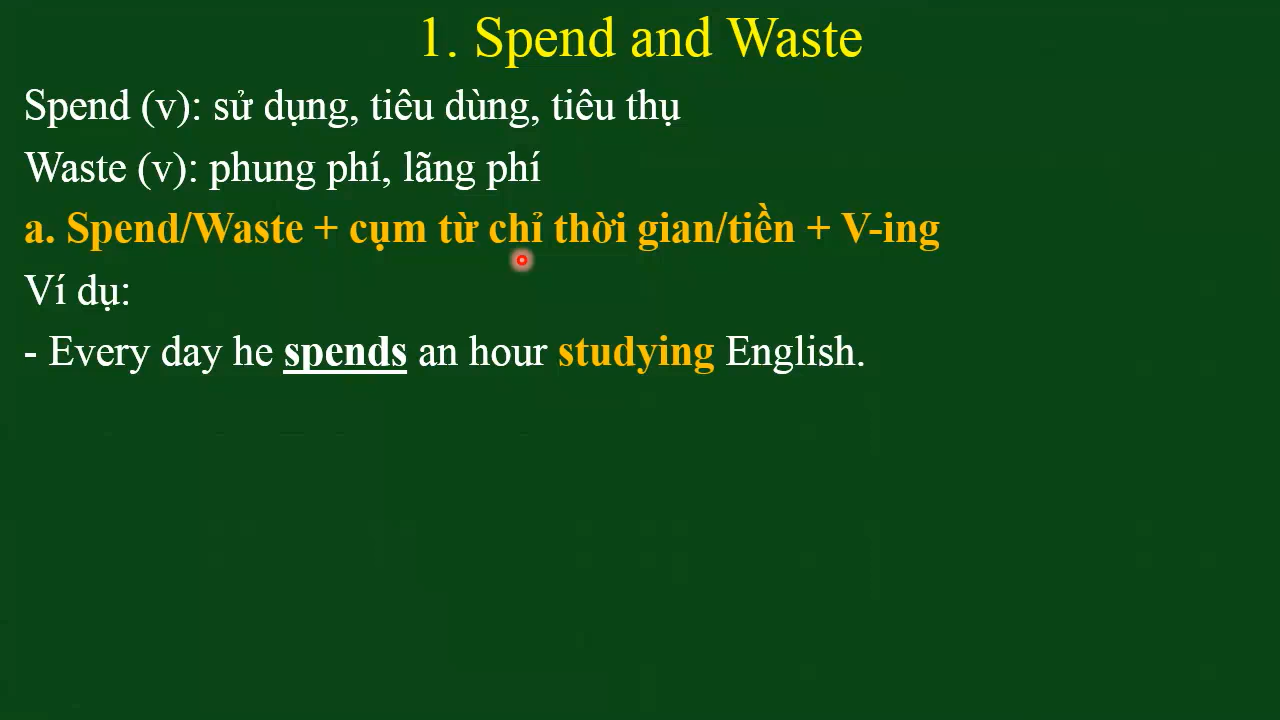 1. Spend and Waste
Spend (v): sử dụng, tiêu dùng, tiêu thụ
Waste (v): phung phí, lãng phí
a. Spend/Waste + cụm từ chỉ thời gian/tiền + V-ing
Ví dụ:
- Every day he spends an hour studying English.